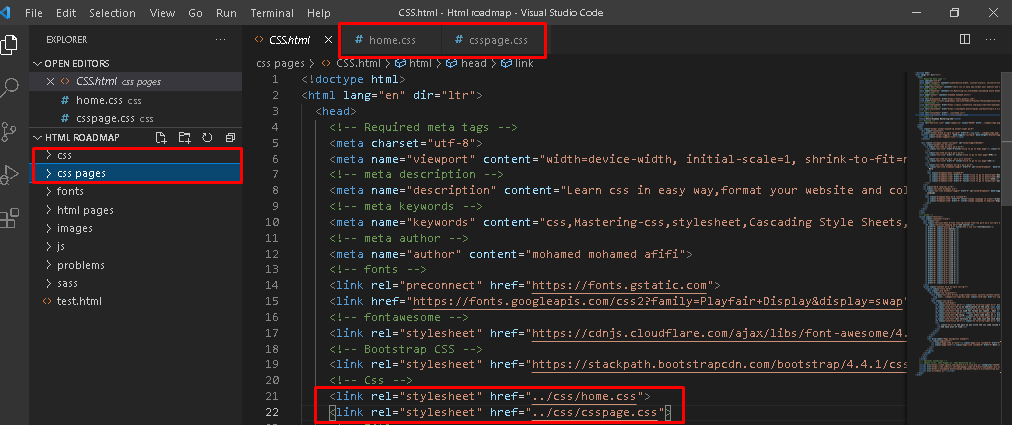 File Edit Selection View Go Run Terminal Help CSS.html - Html roadmap - Visual Studio Code
EXPLORER
CSS.html
home.css
csspage.css
OPEN EDITORS
CSS.html css pages
home.css css
csspage.css css
HTML ROADMAP
css
css pages
fonts
html pages
images
js
problems
sass
test.html
css pages > CSS.html > html > head > link
1 <!doctype html>
2 <html lang="en" dir="ltr">
3 <head>
4 <!-- Required meta tags -->
5 <meta charset="utf-8">
6 <meta name="viewport" content="width=device-width, initial-scale=1, shrink-to-fit=
7 <!-- meta description -->
8 <meta name="description" content="Learn css in easy way,format your website and col
9 <!-- meta keywords -->
10 <meta name="keywords" content="css,Mastering-css,stylesheet,Cascading Style Sheets,
11 <!-- meta author -->
12 <meta name="author" content="mohamed mohamed afifi">
13 <!-- fonts -->
14 <link rel="preconnect" href="https://fonts.gstatic.com">
15 <link href="https://fonts.googleapis.com/css2?family=Playfair+Display&display=swap"
16 <!-- fontawesome -->
17 <link rel="stylesheet" href="https://cdnjs.cloudflare.com/ajax/libs/font-awesome/4.
18 <!-- Bootstrap CSS -->
19 <link rel="stylesheet" href="https://stackpath.bootstrapcdn.com/bootstrap/4.4.1/css
20 <!-- Css -->
21 <link rel="stylesheet" href="../css/home.css">
22 <link rel="stylesheet" href="../css/csspage.css">